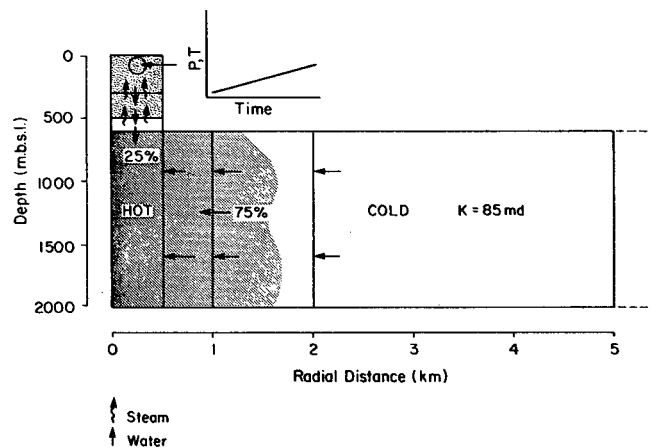 P,T
Time
Depth (m.b.s.l.)
0
500
1000
1500
2000
25%
HOT
75%
COLD
K = 85 md
0
1
2
3
4
5
Radial Distance (km)
Steam
Water